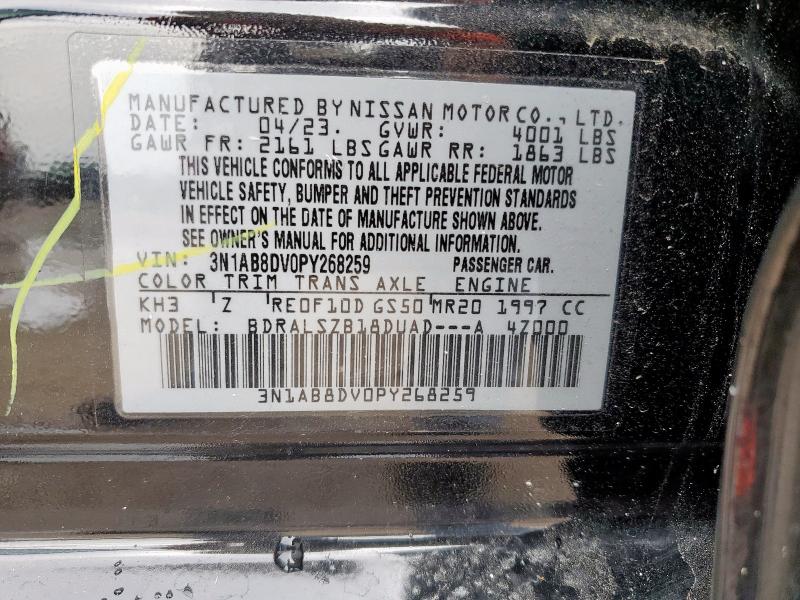 MANUFACTURED BY NISSAN MOTOR CO., LTD.
DATE: 04/23. GVWR: 4001 LBS
GAWR FR: 2161 LBS GAWR RR: 1863 LBS
THIS VEHICLE CONFORMS TO ALL APPLICABLE FEDERAL MOTOR
VEHICLE SAFETY, BUMPER AND THEFT PREVENTION STANDARDS
IN EFFECT ON THE DATE OF MANUFACTURE SHOWN ABOVE.
SEE OWNER'S MANUAL FOR ADDITIONAL INFORMATION.
VIN: 3N1AB8DV0PY268259 PASSENGER CAR.
COLOR TRIM TRANS AXLE ENGINE
KH3 Z RE0F10D GS50 MR20 1997 CC
MODEL: BDRALSZB18DUAD---A 4Z000
3N1AB8DV0PY268259